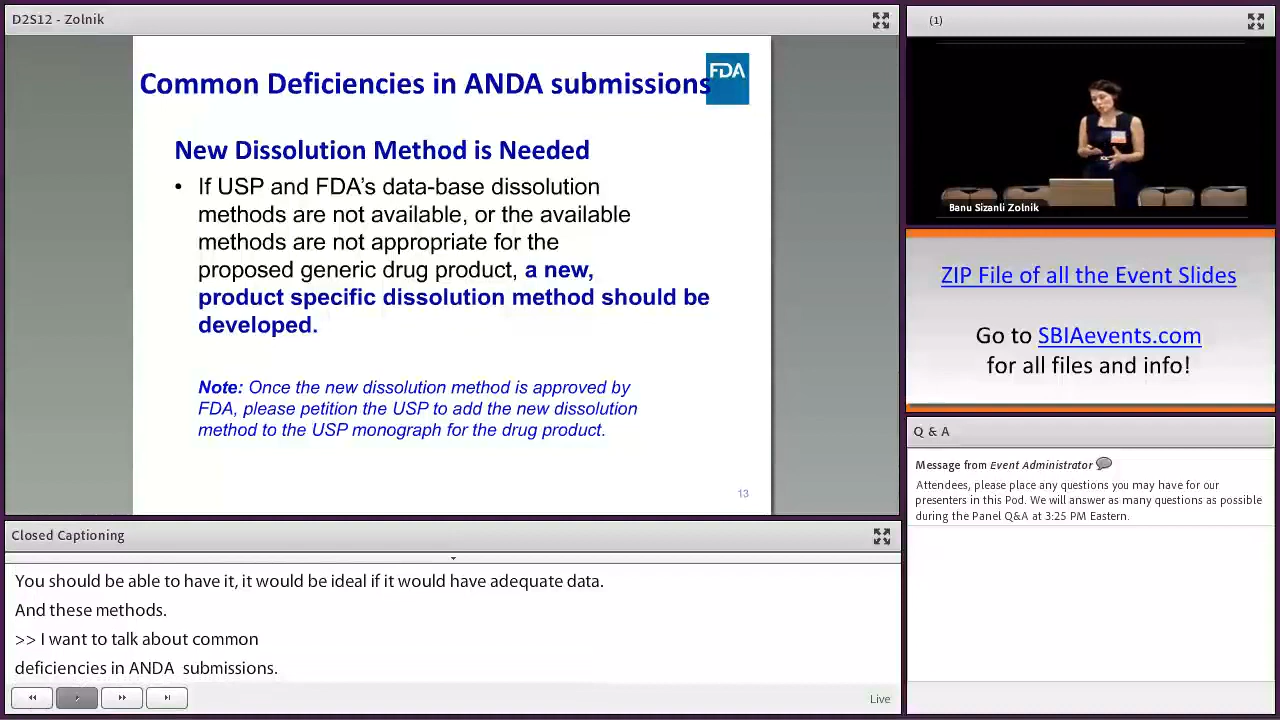 D2S12 - Zolnik
Common Deficiencies in ANDA submissions
FDA
New Dissolution Method is Needed
• If USP and FDA's data-base dissolution
methods are not available, or the available
methods are not appropriate for the
proposed generic drug product, a new,
product specific dissolution method should be
developed.
Note: Once the new dissolution method is approved by
FDA, please petition the USP to add the new dissolution
method to the USP monograph for the drug product.
13
Closed Captioning
You should be able to have it, it would be ideal if it would have adequate data.
And these methods.
>> I want to talk about common
deficiencies in ANDA  submissions.
Live
(1)
Banu Sizanli Zolnik
ZIP File of all the Event Slides
Go to SBIAevents.com
for all files and info!
Q & A
Message from Event Administrator
Attendees, please place any questions you may have for our
presenters in this Pod. We will answer as many questions as possible
during the Panel Q&A at 3:25 PM Eastern.